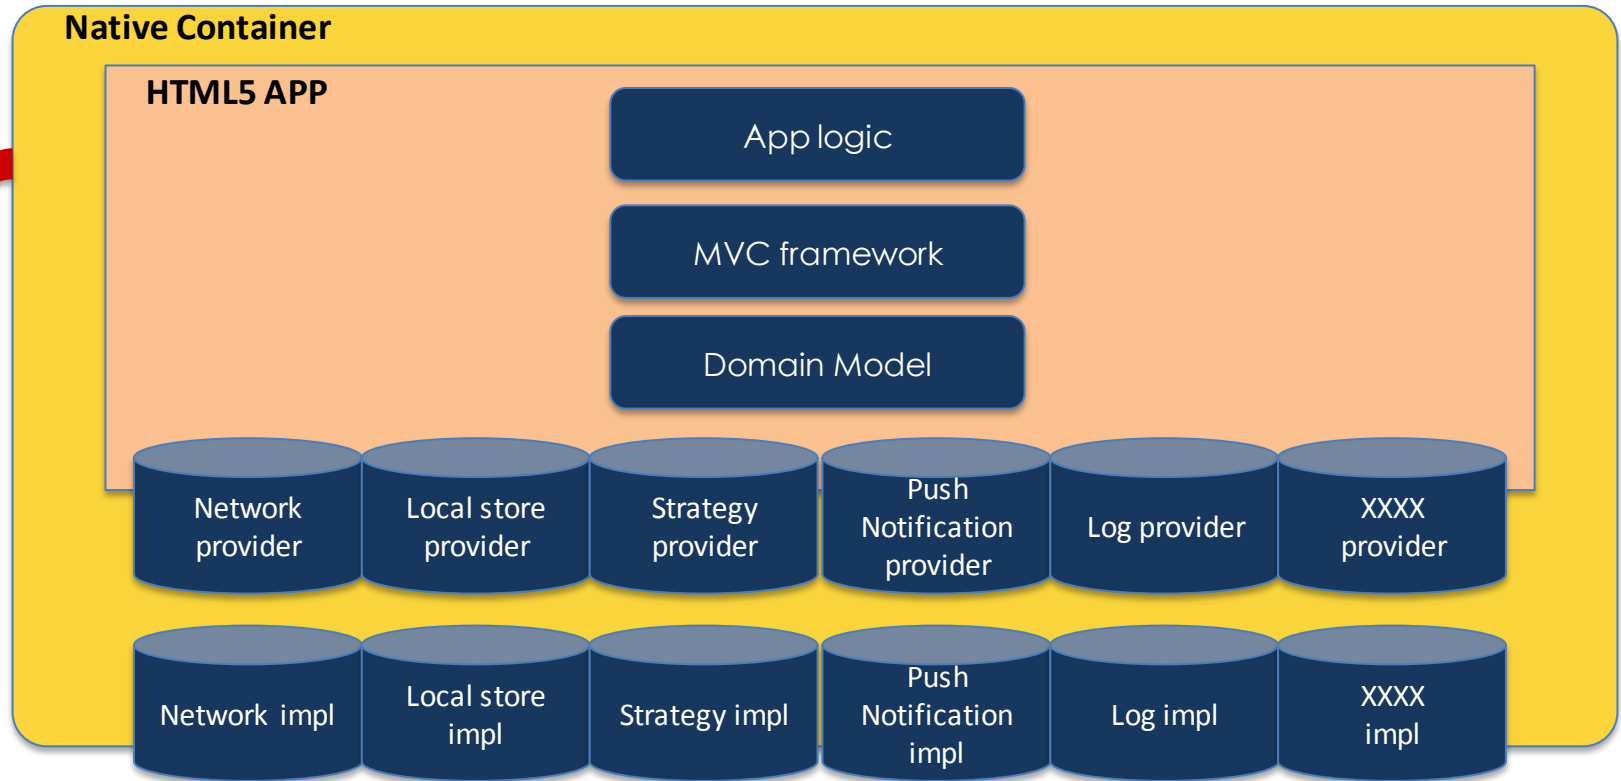 Native Container
HTML5 APP
App logic
MVC framework
Domain Model
Network
provider
Local store
provider
Strategy
provider
Push
Notification
provider
Log provider
XXXX
provider
Network impl
Local store
impl
Strategy impl
Push
Notification
impl
Log impl
XXXX
impl